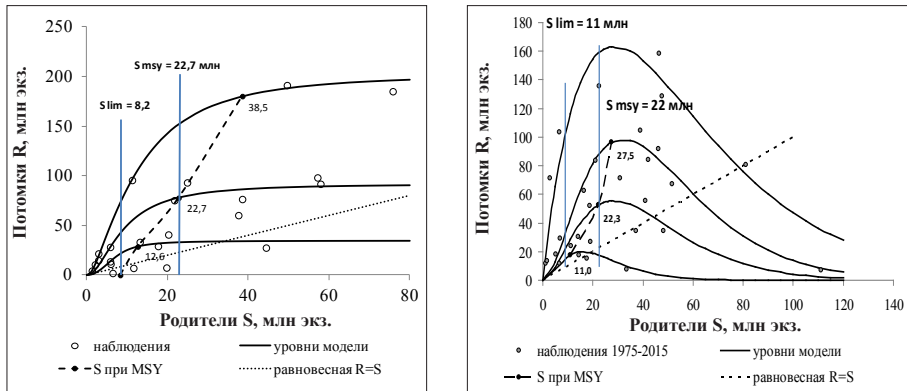 250
200
150
100
50
0
Потомки R, млн экз.
S msy = 22,7 млн
S lim = 8,2
38,5
22,7
12,6
0 20 40 60 80
Родители S, млн экз.
наблюдения уровни модели
S при MSY равновесная R=S
S lim = 11 млн
180
160
140
120
100
80
60
40
20
0
Потомки R, млн экз.
S msy = 22 млн
27,5
22,3
11,0
0 20 40 60 80 100 120 140
Родители S, млн экз.
наблюдения 1975-2015 уровни модели
S при MSY равновесная R=S